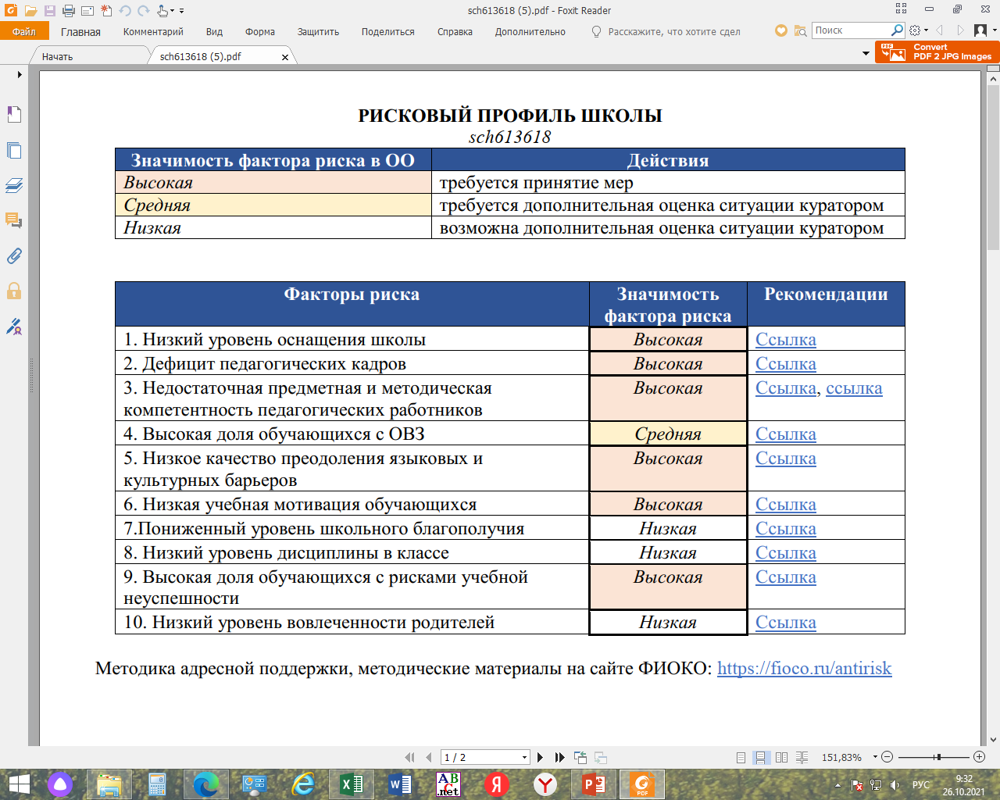 sch613618 (5).pdf - Foxit Reader
Файл Главная Комментарий Вид Форма Защитить Поделиться Справка Дополнительно Расскажите, что хотите сдел Поиск
Начать sch613618 (5).pdf
Convert
PDF 2 JPG Images
РИСКОВЫЙ ПРОФИЛЬ ШКОЛЫ
sch613618
Значимость фактора риска в ОО Действия
Высокая требуется принятие мер
Средняя требуется дополнительная оценка ситуации куратором
Низкая возможна дополнительная оценка ситуации куратором
Факторы риска Значимость фактора риска Рекомендации
1. Низкий уровень оснащения школы Высокая Ссылка
2. Дефицит педагогических кадров Высокая Ссылка
3. Недостаточная предметная и методическая Высокая Ссылка, ссылка
компетентность педагогических работников
4. Высокая доля обучающихся с ОВЗ Средняя Ссылка
5. Низкое качество преодоления языковых и Высокая Ссылка
культурных барьеров
6. Низкая учебная мотивация обучающихся Высокая Ссылка
7.Пониженный уровень школьного благополучия Низкая Ссылка
8. Низкий уровень дисциплины в классе Низкая Ссылка
9. Высокая доля обучающихся с рисками учебной Высокая Ссылка
неуспешности
10. Низкий уровень вовлеченности родителей Низкая Ссылка
Методика адресной поддержки, методические материалы на сайте ФИОКО: https://fioco.ru/antirisk
1 / 2 151,83%
РУС 9:32
26.10.2021